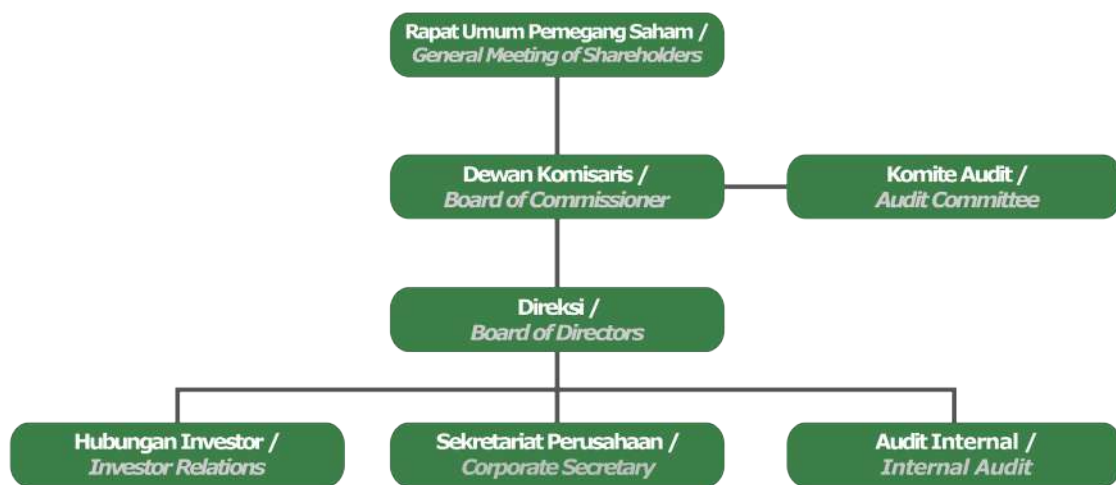 Rapat Umum Pemegang Saham /
General Meeting of Shareholders
Dewan Komisaris /
Board of Commissioner
Komite Audit /
Audit Committee
Direksi /
Board of Directors
Hubungan Investor /
Investor Relations
Sekretariat Perusahaan /
Corporate Secretary
Audit Internal /
Internal Audit